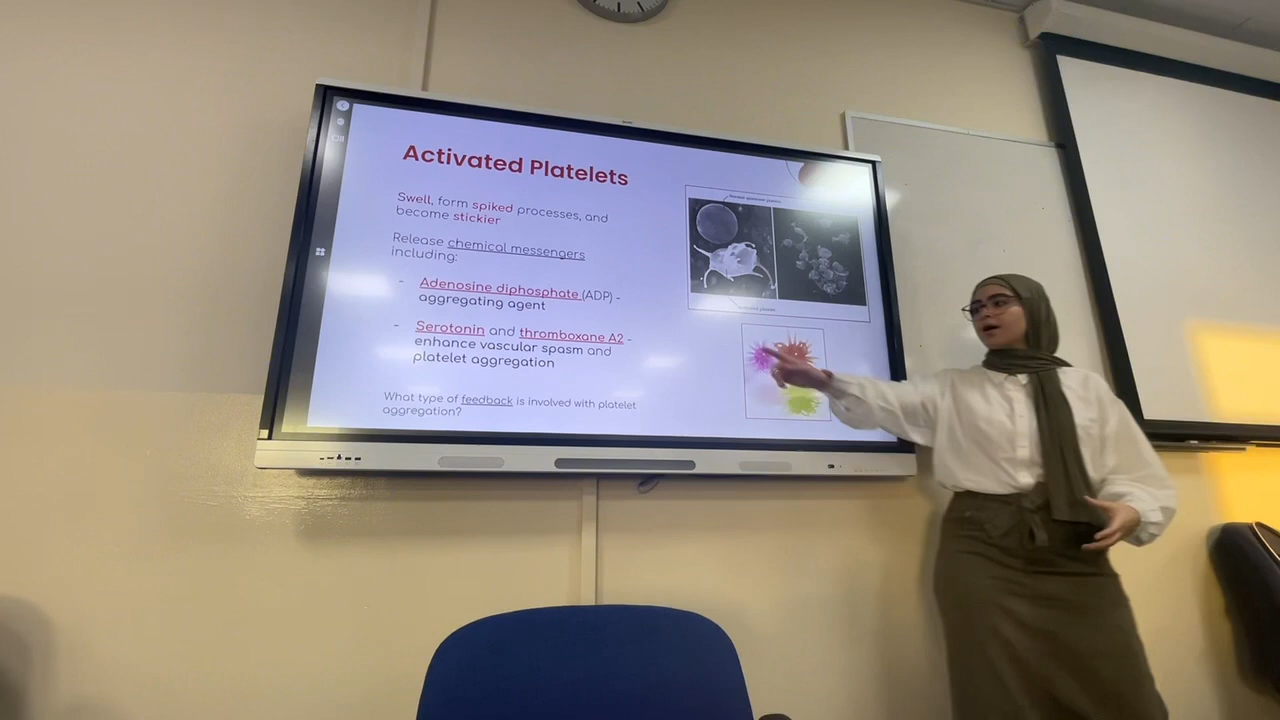 Activated Platelets
Swell, form spiked processes, and
become stickier
Release chemical messengers
including:
- Adenosine diphosphate (ADP) -
aggregating agent
- Serotonin and thromboxane A2 -
enhance vascular spasm and
platelet aggregation
What type of feedback is involved with platelet
aggregation?